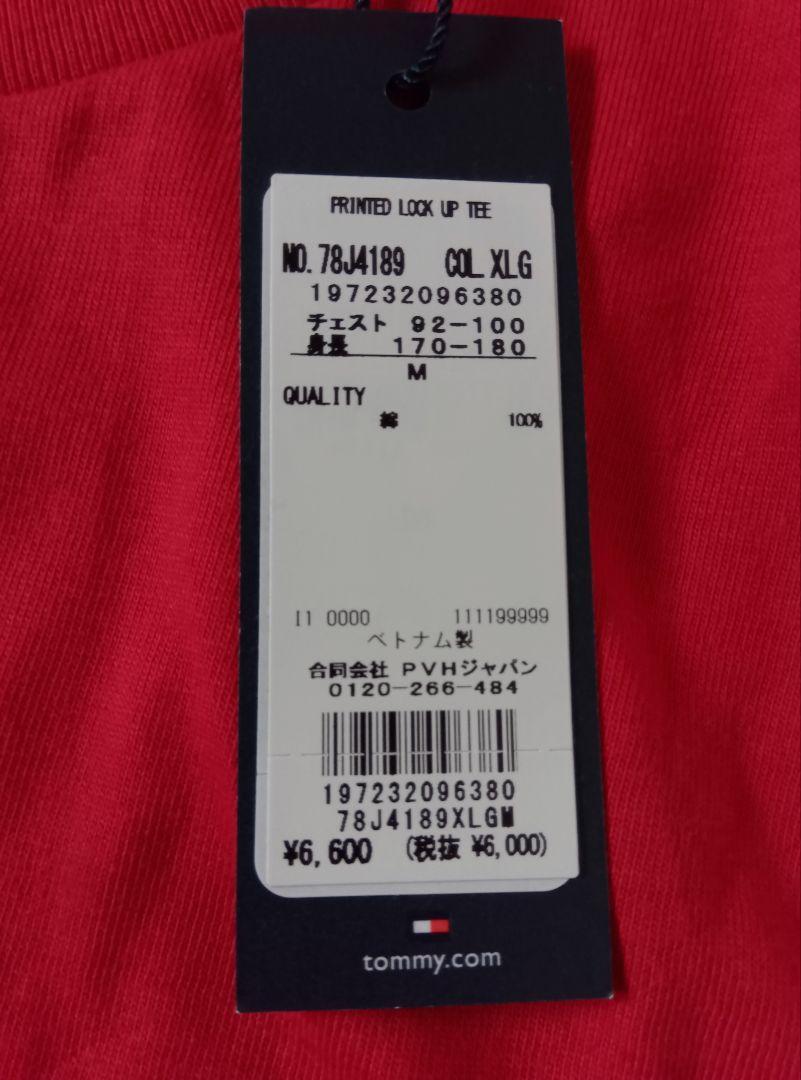 PRINTED LOCK UP TEE
NO. 78J4189 COL XLG
197232096380
チェスト 92-100
身長 170-180
M
QUALITY
綿 100%
I1 0000 111199999
ベトナム製
合同会社 PVHジャパン
0120-266-484
197232096380
78J4189XLGM
¥6,600 (税抜 ¥6,000)
tommy.com